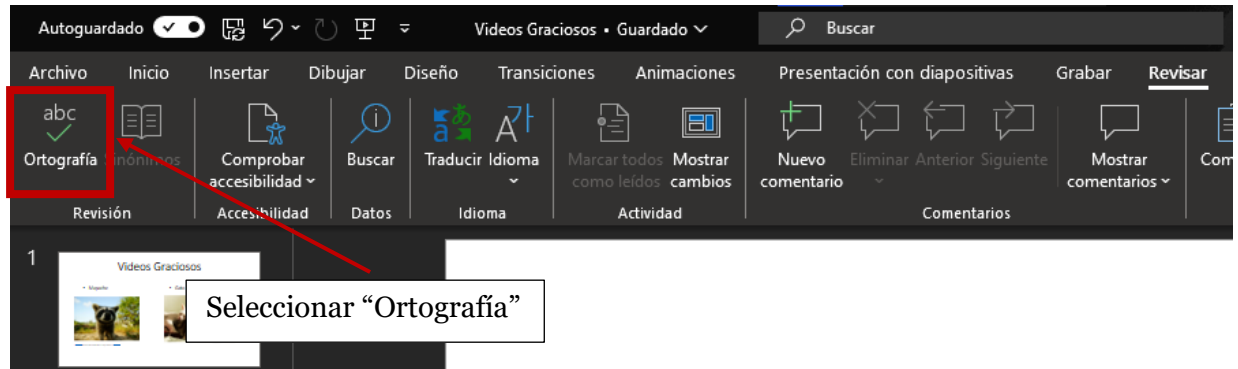 Autoguardado
Videos Graciosos • Guardado
Buscar
Archivo Inicio Insertar Dibujar Diseño Transiciones Animaciones Presentación con diapositivas Grabar Revisar
abc
Ortografía Sinónimos
Comprobar
accesibilidad
Buscar
Traducir Idioma
Marcar todos
como leídos
Mostrar
cambios
Nuevo
comentario
Eliminar Anterior Siguiente
Mostrar
comentarios
Com
Revisión Accesibilidad Datos Idioma Actividad Comentarios
1
Videos Graciosos
• Mapache
Seleccionar “Ortografía”